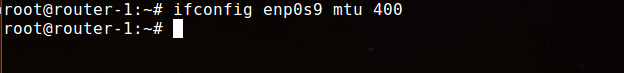 root@router-1:~# ifconfig enp0s9 mtu 400
root@router-1:~#